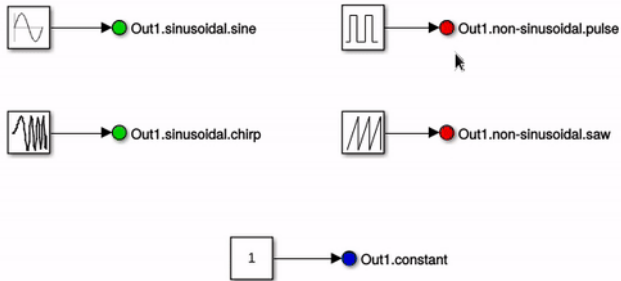 Out1.sinusoidal.sine
Out1.non-sinusoidal.pulse
Out1.sinusoidal.chirp
Out1.non-sinusoidal.saw
1
Out1.constant